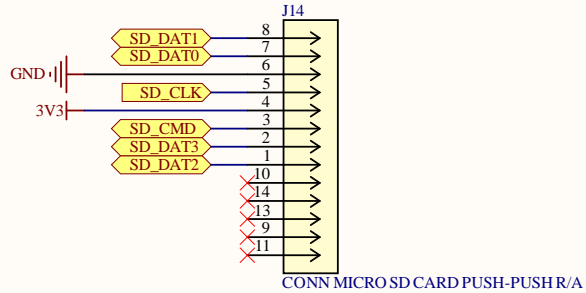 J14
SD_DAT1 8
SD_DAT0 7
GND 6
SD_CLK 5
3V3 4
SD_CMD 3
SD_DAT3 2
SD_DAT2 1
10
14
13
9
11
CONN MICRO SD CARD PUSH-PUSH R/A